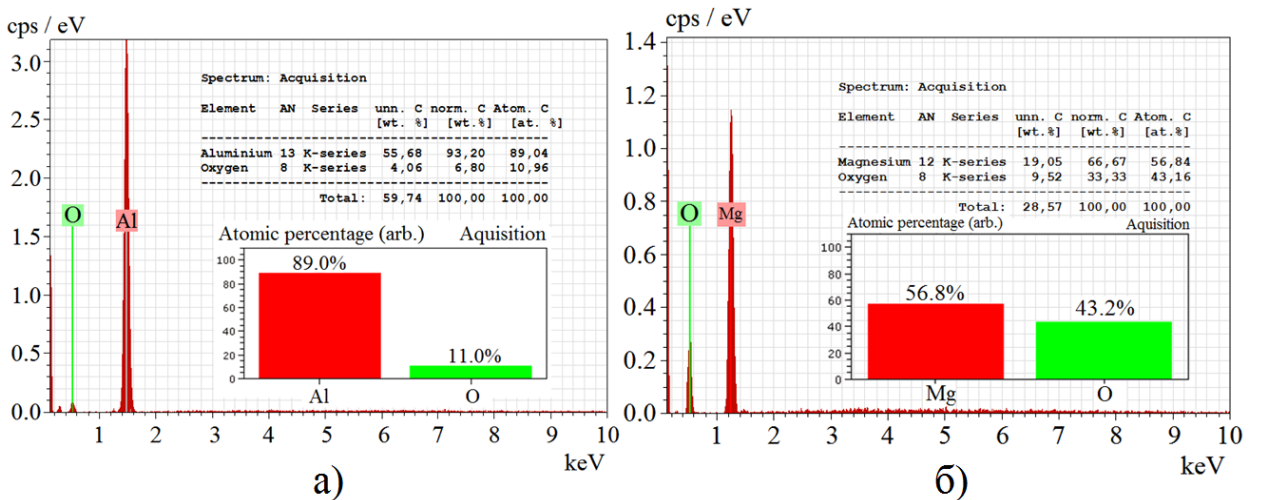 cps / eV
3.0
2.0
1.5
1.0
0.5
0.0
O
Al
Spectrum: Acquisition
Element AN Series unn. C norm. C Atom. C
[wt. %] [wt.%] [at. %]
Aluminium 13 K-series 55,68 93,20 89,04
Oxygen 8 K-series 4,06 6,80 10,96
Total: 59,74 100,00 100,00
Atomic percentage (arb.) Aquisition
100
80
60
40
20
0
89.0%
11.0%
Al O
1 2 3 4 5 6 7 8 9 10
keV
а)
cps / eV
1.4
1.2
1.0
0.8
0.6
0.4
0.2
0.0
O
Mg
Spectrum: Acquisition
Element AN Series unn. C norm. C Atom. C
[wt.%] [wt.%] [at.%]
Magnesium 12 K-series 19,05 66,67 56,84
Oxygen 8 K-series 9,52 33,33 43,16
Total: 28,57 100,00 100,00
Atomic percentage (arb.) Aquisition
100
80
60
40
20
0
56.8%
43.2%
Mg O
1 2 3 4 5 6 7 8 9 10
keV
б)